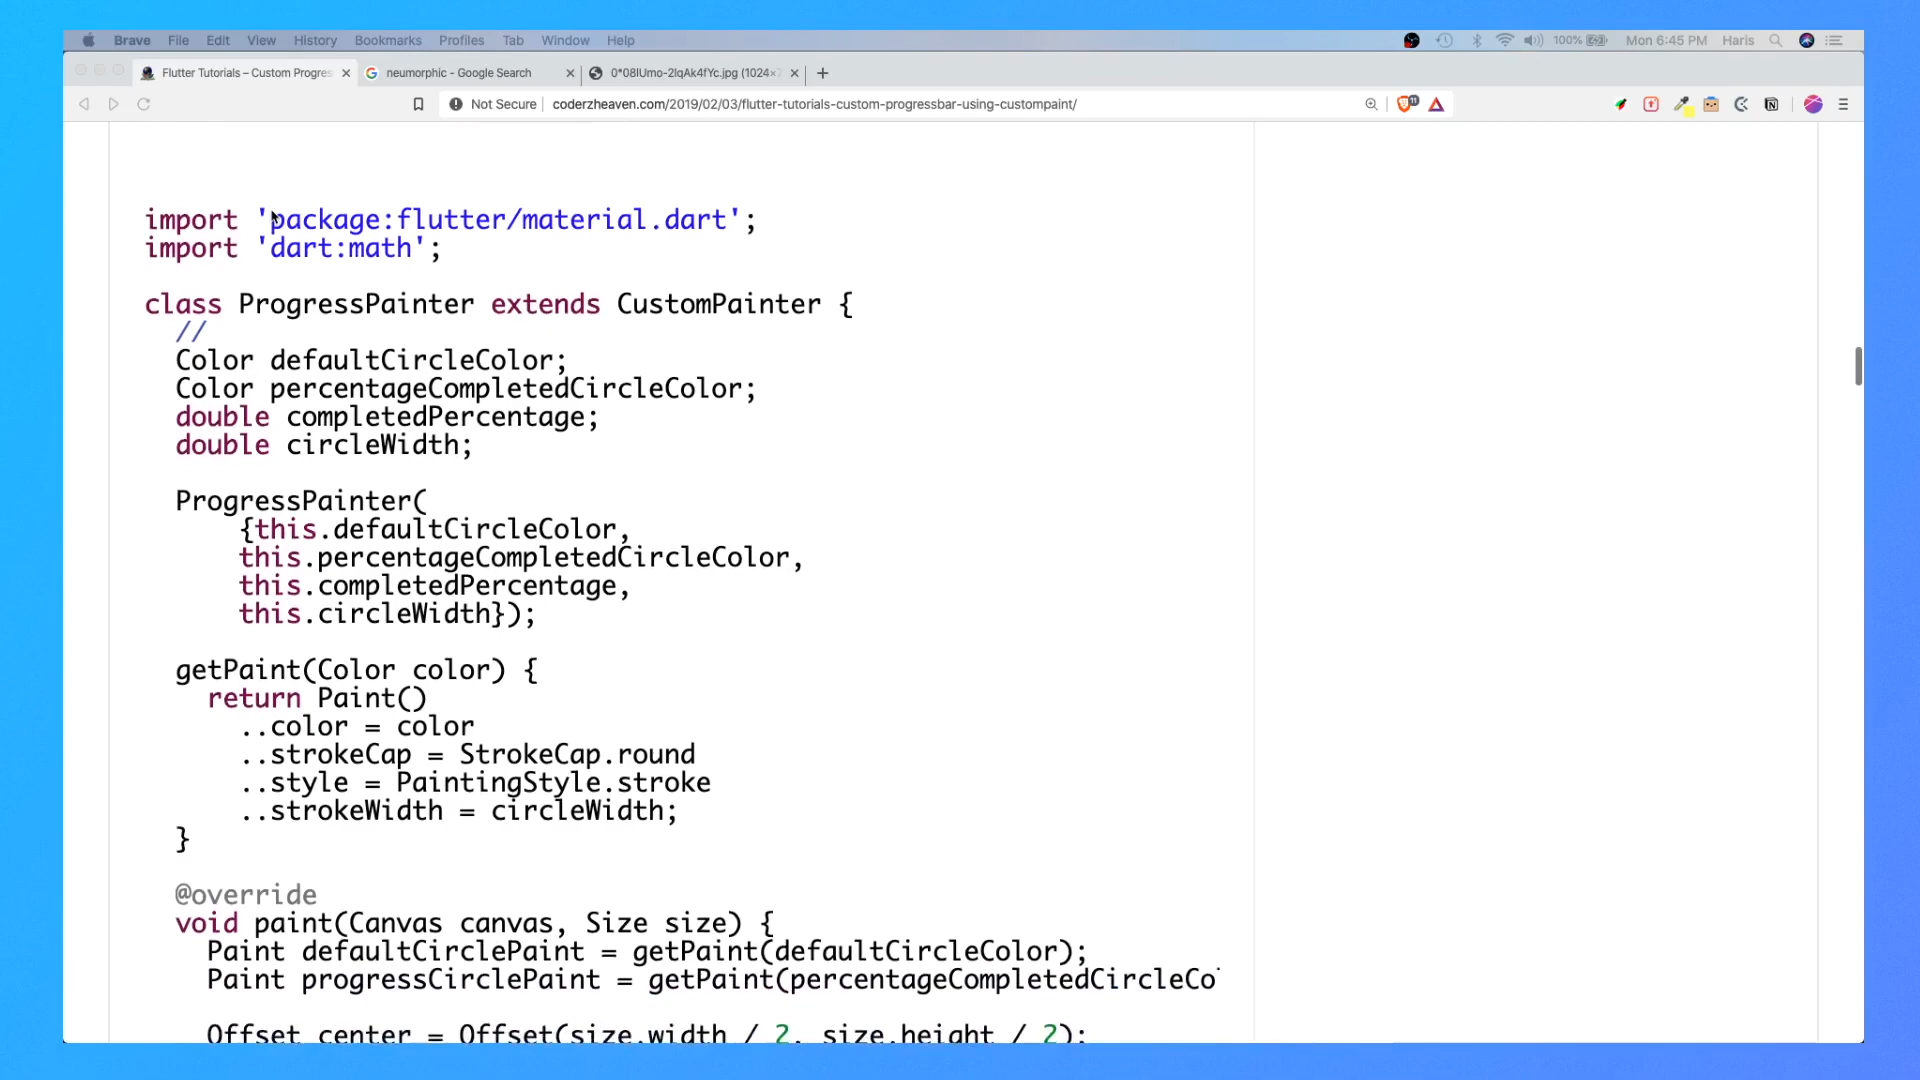 Brave File Edit View History Bookmarks Profiles Tab Window Help 100% Mon 6:45 PM Haris
Flutter Tutorials – Custom Progres neumorphic - Google Search 0*08lUmo-2lqAk4fYc.jpg (1024×
Not Secure coderzheaven.com/2019/02/03/flutter-tutorials-custom-progressbar-using-custompaint/ 11
import 'package:flutter/material.dart';
import 'dart:math';
class ProgressPainter extends CustomPainter {
//
Color defaultCircleColor;
Color percentageCompletedCircleColor;
double completedPercentage;
double circleWidth;
ProgressPainter(
{this.defaultCircleColor,
this.percentageCompletedCircleColor,
this.completedPercentage,
this.circleWidth});
getPaint(Color color) {
return Paint()
..color = color
..strokeCap = StrokeCap.round
..style = PaintingStyle.stroke
..strokeWidth = circleWidth;
}
@override
void paint(Canvas canvas, Size size) {
Paint defaultCirclePaint = getPaint(defaultCircleColor);
Paint progressCirclePaint = getPaint(percentageCompletedCircleCo
Offset center = Offset(size.width / 2, size.height / 2);